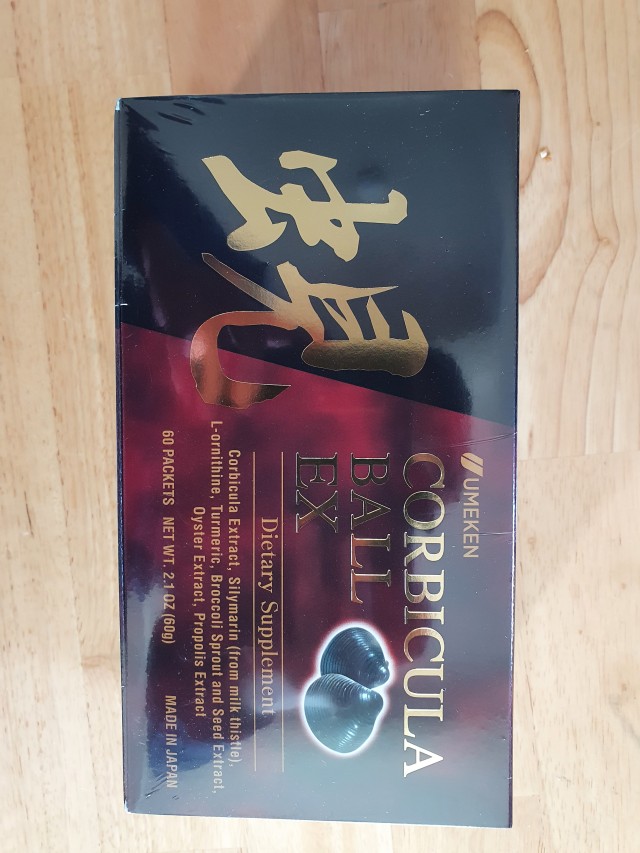 蜆
UMEKEN
CORBICULA
BALL
EX
Dietary Supplement
Corbicula Extract, Silymarin (from milk thistle),
L-ornithine, Turmeric, Broccoli Sprout and Seed Extract,
Oyster Extract, Propolis Extract
60 PACKETS NET WT. 2.1 OZ (60g) MADE IN JAPAN